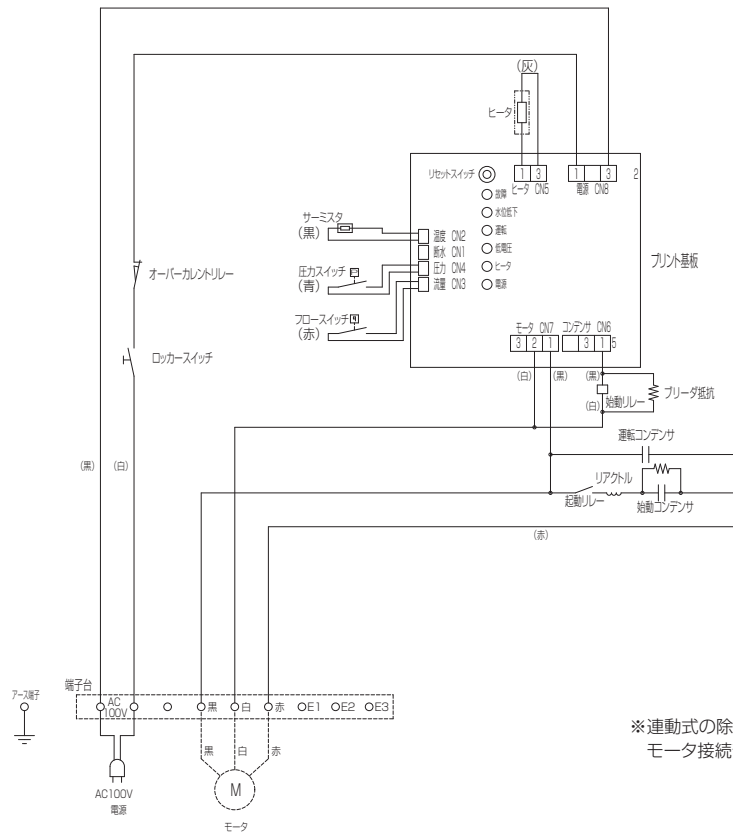 (灰)
ヒータ
リセットスイッチ
1 3
ヒータ CN5
1 3 2
電源 CN8
故障
水位低下
運転
低電圧
ヒータ
電源
サーミスタ
(黒)
温度 CN2
断水 CN1
圧力 CN4
流量 CN3
圧力スイッチ
(青)
フロースイッチ
(赤)
プリント基板
オーバーカレントリレー
ロッカースイッチ
モータ CN7
3 2 1
コンデンサ CN6
3 1 5
(白)
(黒)
(黒)
(白)
始動リレー
ブリーダ抵抗
運転コンデンサ
リアクトル
起動リレー
始動コンデンサ
(黒)
(白)
(赤)
アース端子
端子台
AC
100V
黒
白
赤
E1
E2
E3
黒
白
赤
M
モータ
AC100V
電源
※連動式の除
モータ接続